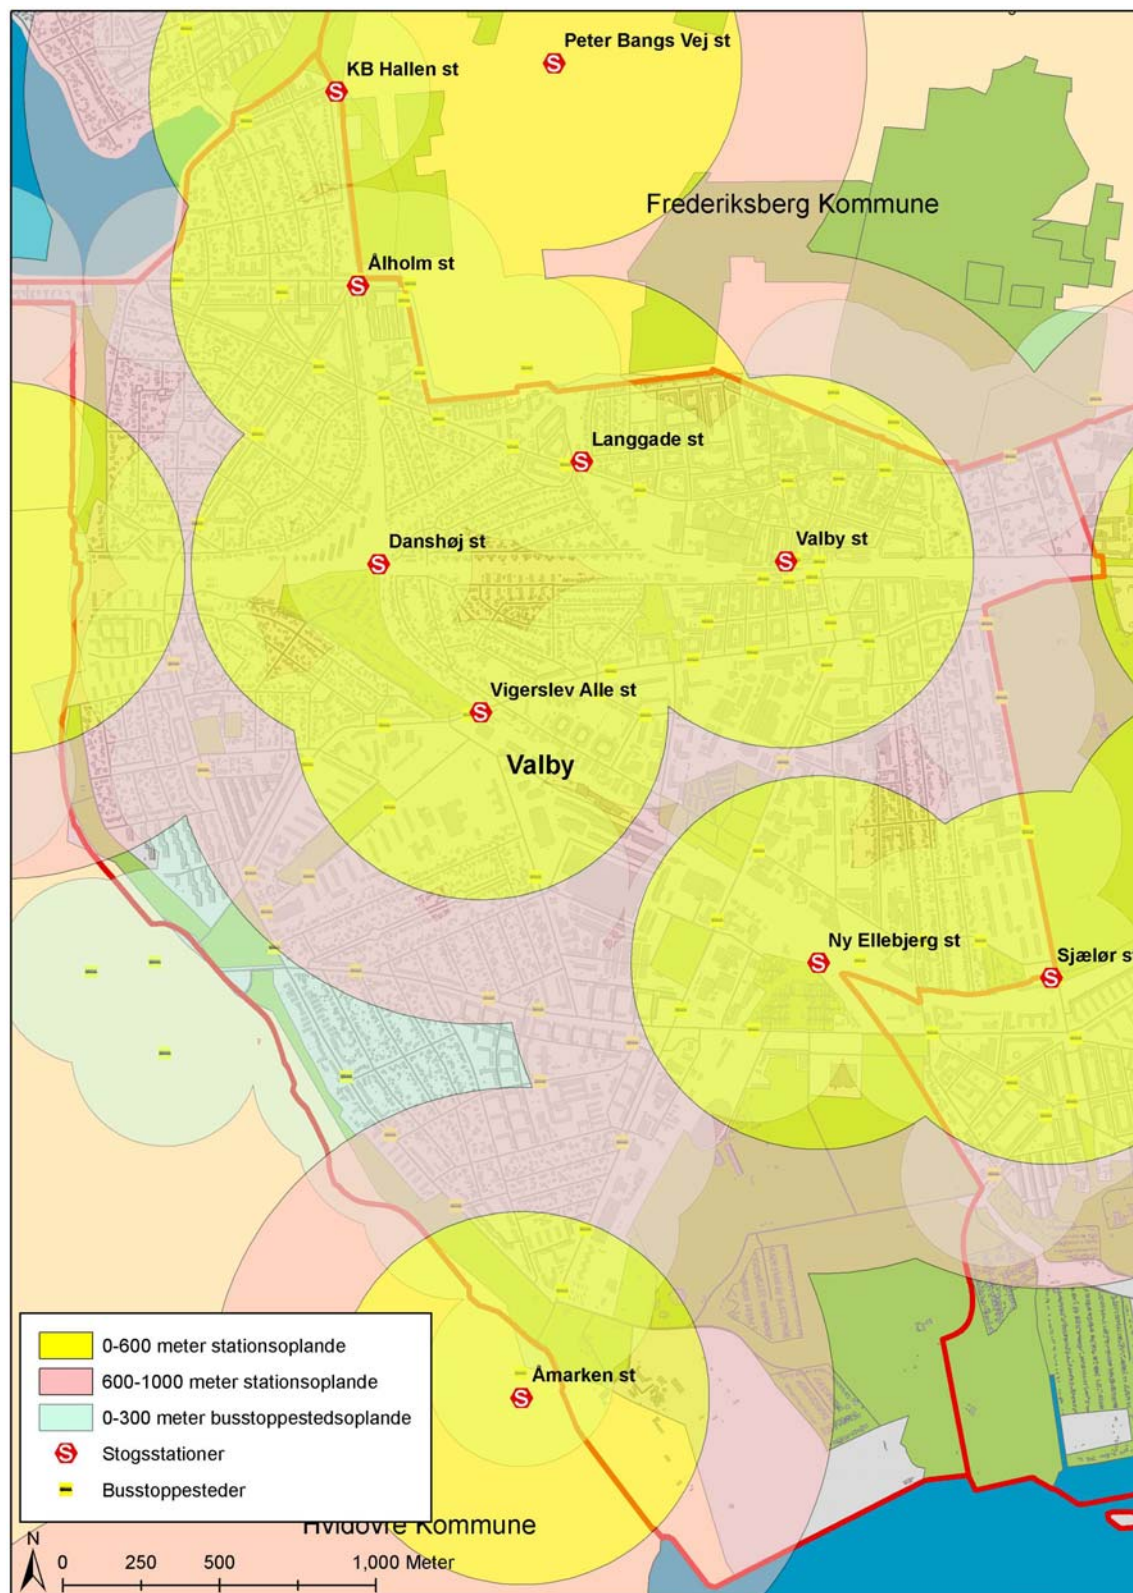 Peter Bangs Vej st
KB Hallen st
Frederiksberg Kommune
Ålholm st
Langgade st
Danshøj st
Valby st
Vigerslev Alle st
Valby
Ny Ellebjerg st
Sjælør st
Åmarken st
0-600 meter stationsoplande
600-1000 meter stationsoplande
0-300 meter busstoppestedsoplande
S Stogsstationer
Busstoppesteder
Hvidovre Kommune
N
0 250 500 1,000 Meter